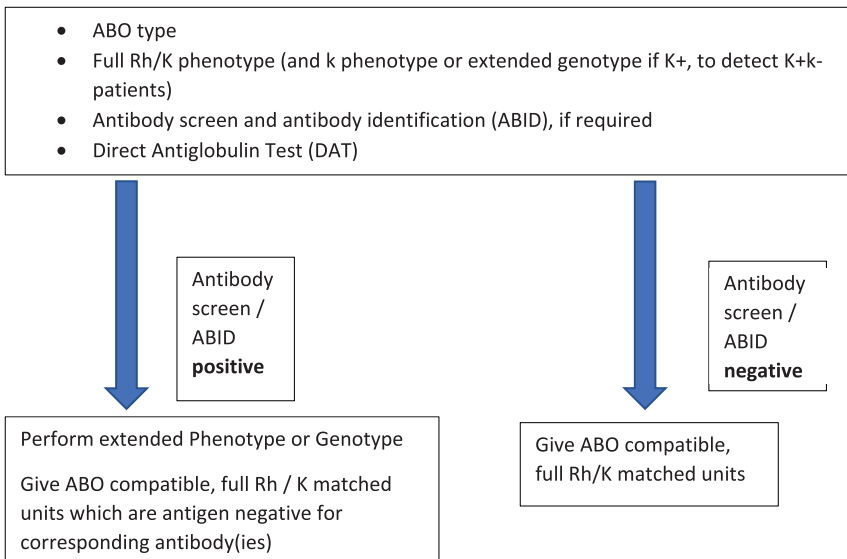 • ABO type
• Full Rh/K phenotype (and k phenotype or extended genotype if K+, to detect K+k-
patients)
• Antibody screen and antibody identification (ABID), if required
• Direct Antiglobulin Test (DAT)
Antibody
screen /
ABID
positive
Antibody
screen /
ABID
negative
Perform extended Phenotype or Genotype
Give ABO compatible, full Rh / K matched
units which are antigen negative for
corresponding antibody(ies)
Give ABO compatible,
full Rh/K matched units